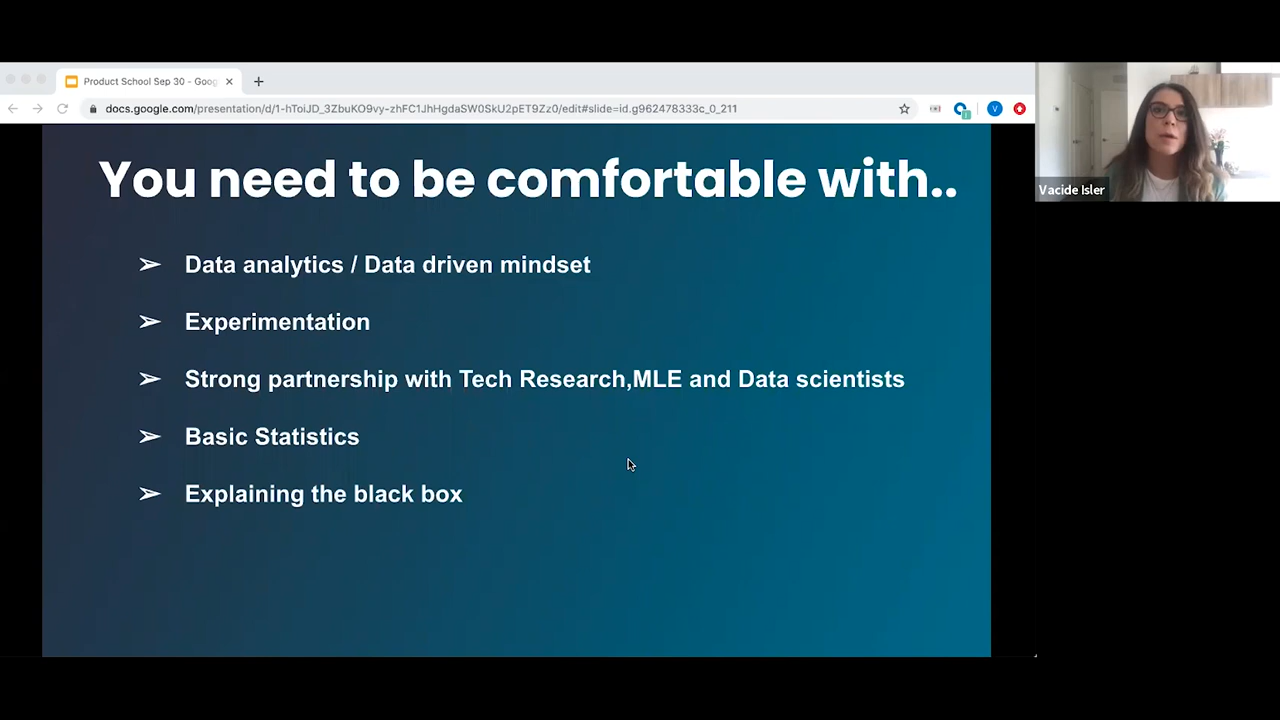 Product School Sep 30 - Goog
docs.google.com/presentation/d/1-hToiJD_3ZbuKO9vy-zhFC1JhHgdaSW0SkU2pET9Zz0/edit#slide=id.g962478333c_0_211
V
Vacide Isler
You need to be comfortable with..
➢ Data analytics / Data driven mindset
➢ Experimentation
➢ Strong partnership with Tech Research,MLE and Data scientists
➢ Basic Statistics
➢ Explaining the black box